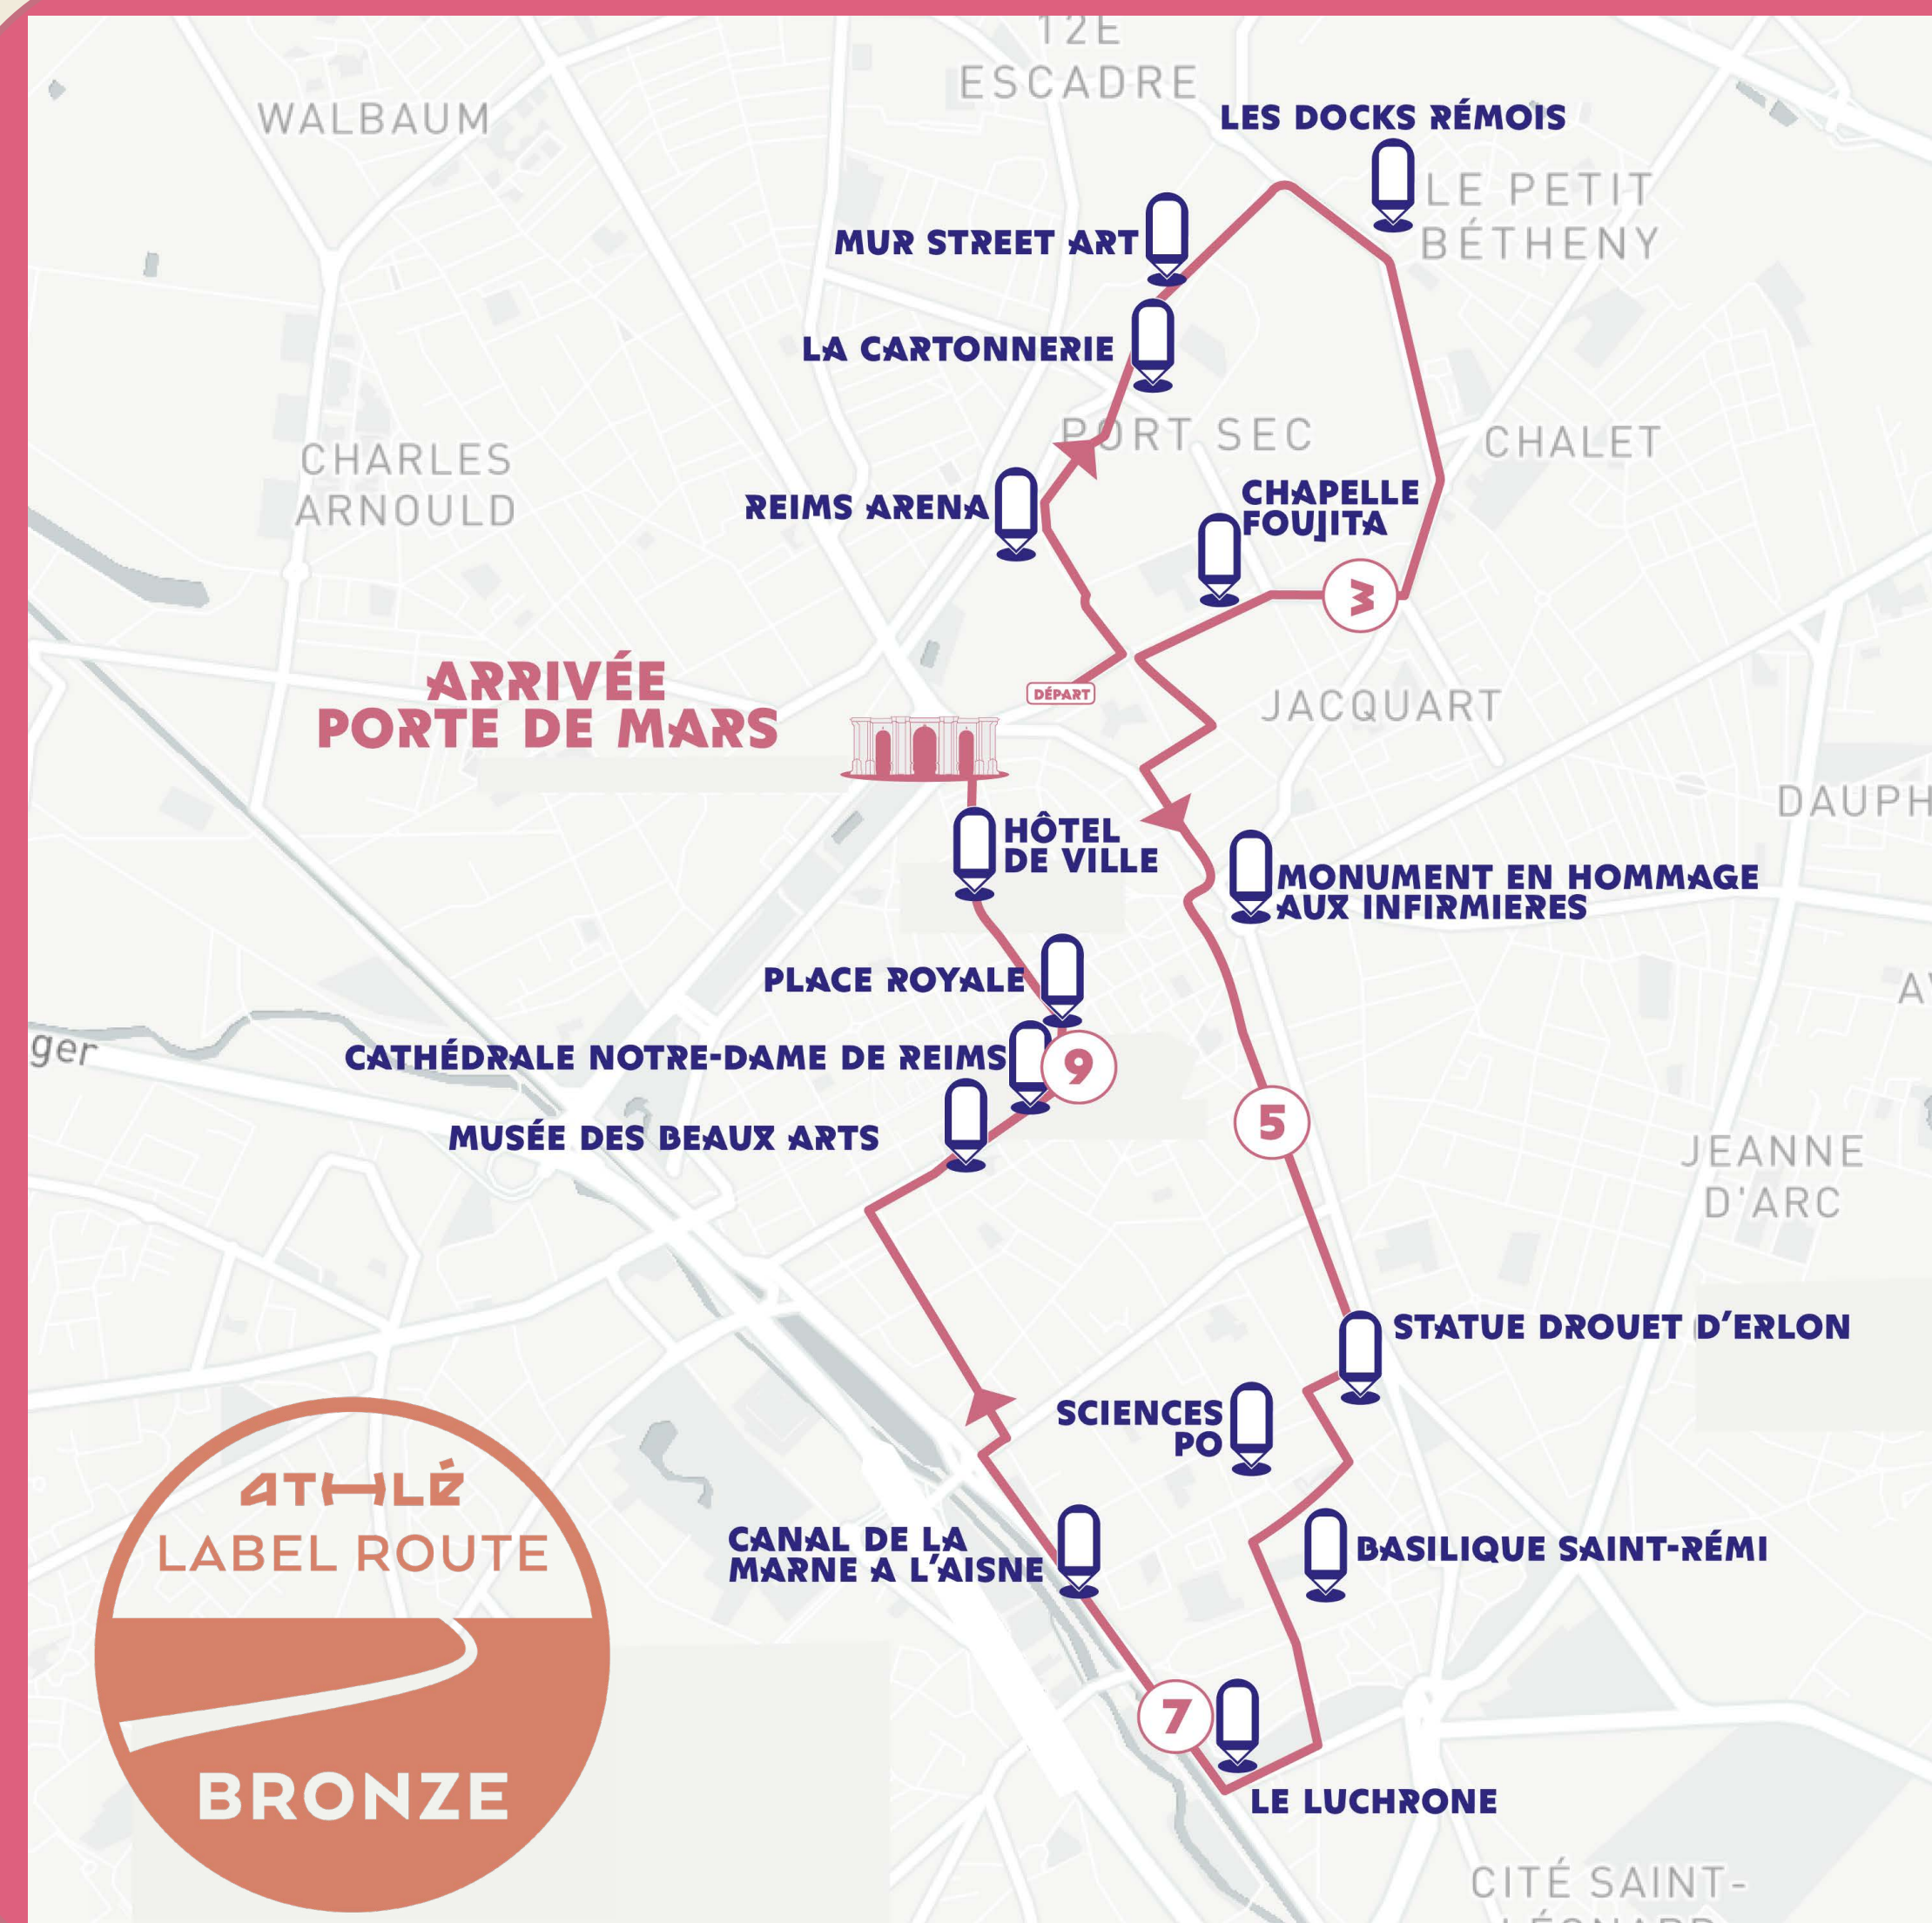 12E
ESCADRE
WALBAUM
LES DOCKS RÉMOIS
LE PETIT
BÉTHENY
MUR STREET ART
LA CARTONNERIE
PORT SEC
CHALET
CHARLES
ARNOULD
REIMS ARENA
CHAPELLE
FOUJITA
3
ARRIVÉE
PORTE DE MARS
DÉPART
JACQUART
DAUPH
HÔTEL
DE VILLE
MONUMENT EN HOMMAGE
AUX INFIRMIERES
PLACE ROYALE
ger
CATHÉDRALE NOTRE-DAME DE REIMS
9
MUSÉE DES BEAUX ARTS
5
JEANNE
D'ARC
STATUE DROUET D'ERLON
SCIENCES
PO
CANAL DE LA
MARNE A L'AISNE
BASILIQUE SAINT-RÉMI
7
LE LUCHRONE
ATHLÉ
LABEL ROUTE
BRONZE
CITÉ SAINT-